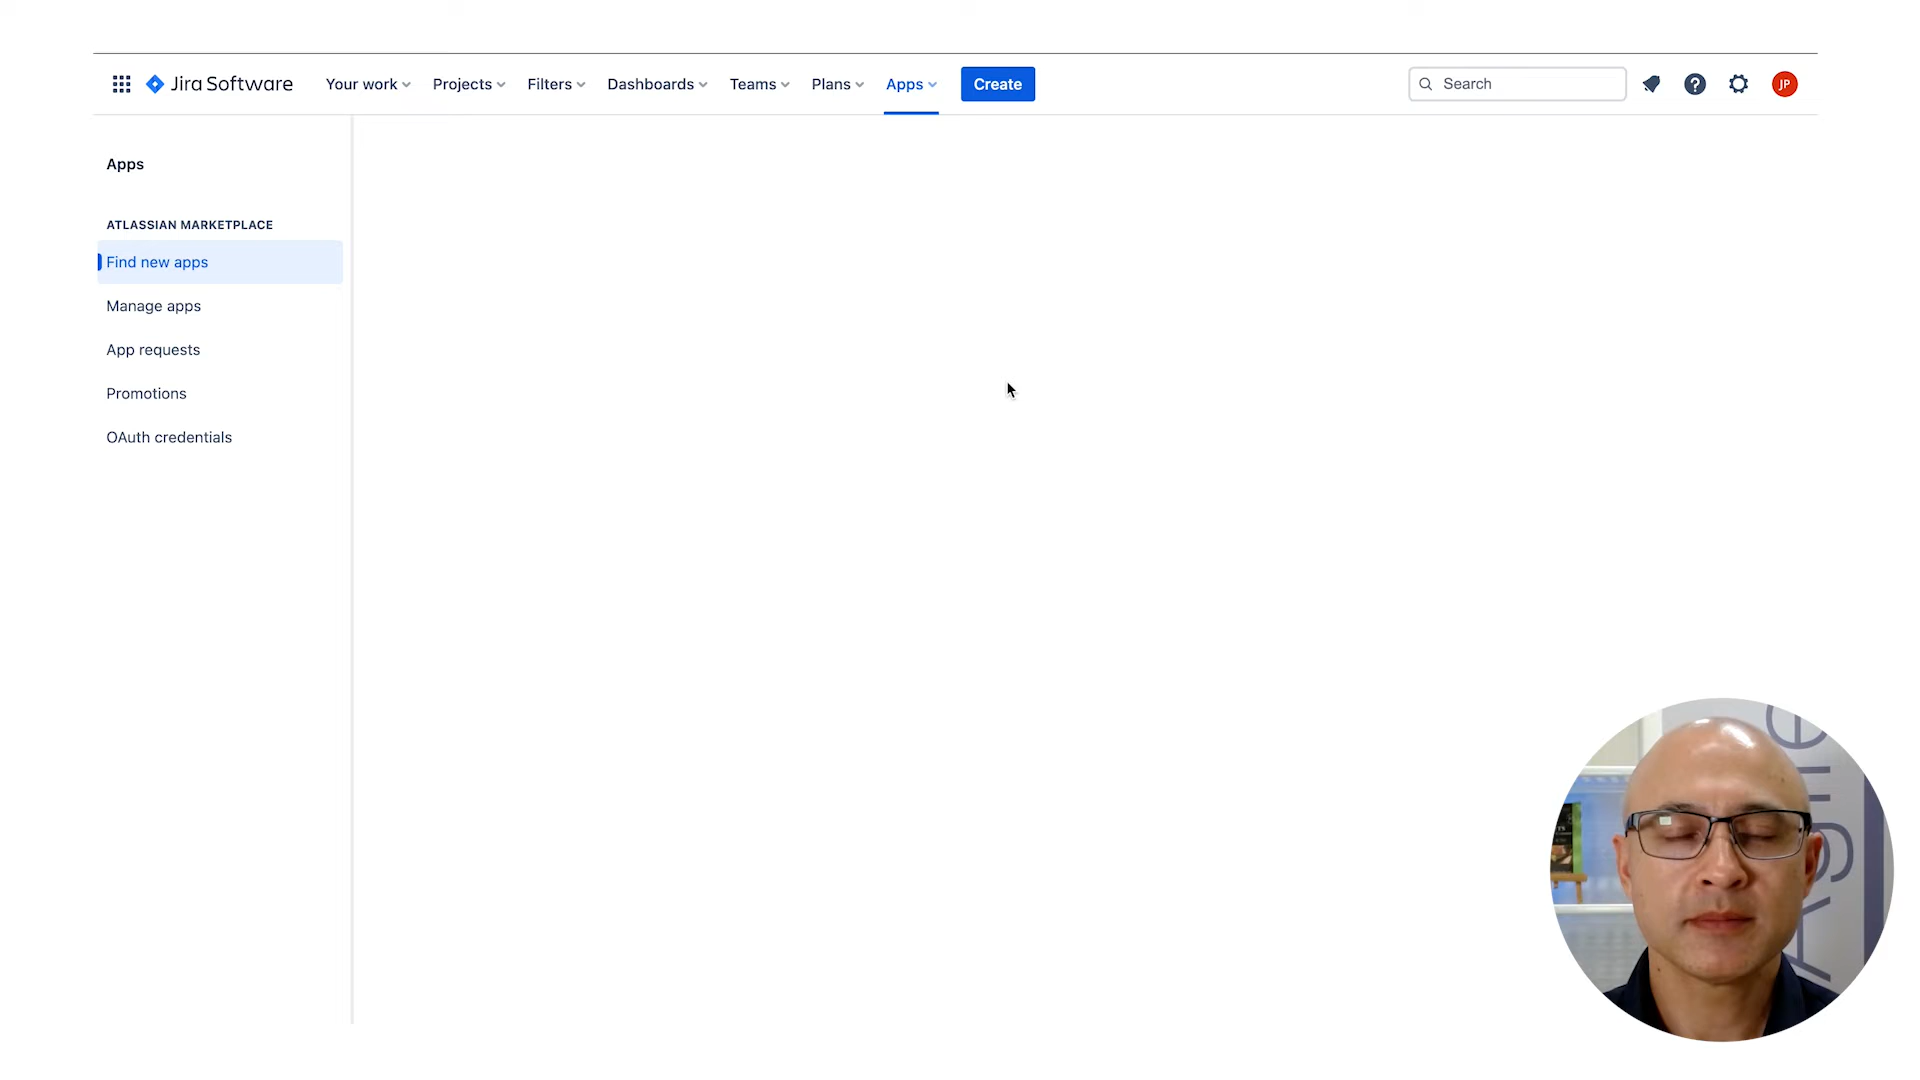 Jira Software Your work Projects Filters Dashboards Teams Plans Apps Create Search JP
Apps
ATLASSIAN MARKETPLACE
Find new apps
Manage apps
App requests
Promotions
OAuth credentials